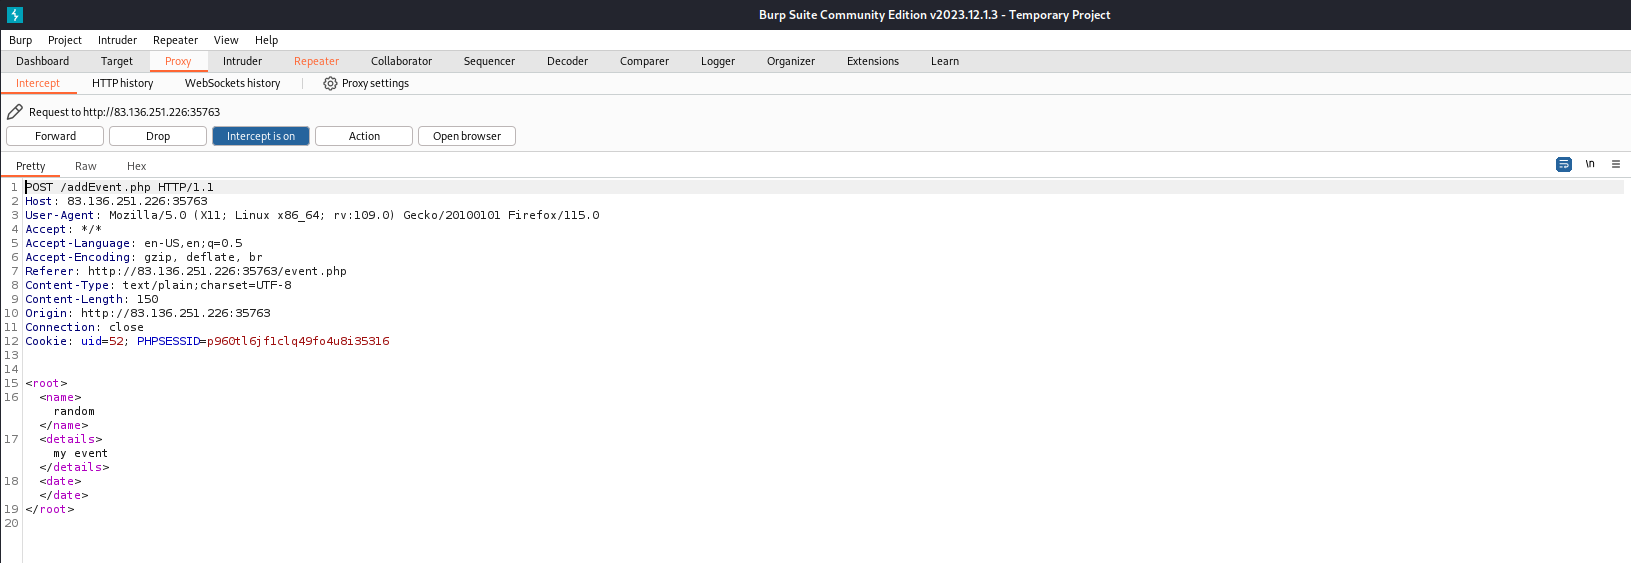 Burp Suite Community Edition v2023.12.1.3 - Temporary Project
Burp Project Intruder Repeater View Help
Dashboard Target Proxy Intruder Repeater Collaborator Sequencer Decoder Comparer Logger Organizer Extensions Learn
Intercept HTTP history WebSockets history Proxy settings
Request to http://83.136.251.226:35763
Forward Drop Intercept is on Action Open browser
Pretty Raw Hex \n
1 POST /addEvent.php HTTP/1.1
2 Host: 83.136.251.226:35763
3 User-Agent: Mozilla/5.0 (X11; Linux x86_64; rv:109.0) Gecko/20100101 Firefox/115.0
4 Accept: */*
5 Accept-Language: en-US,en;q=0.5
6 Accept-Encoding: gzip, deflate, br
7 Referer: http://83.136.251.226:35763/event.php
8 Content-Type: text/plain;charset=UTF-8
9 Content-Length: 150
10 Origin: http://83.136.251.226:35763
11 Connection: close
12 Cookie: uid=52; PHPSESSID=p960tl6jf1clq49fo4u8i35316
13
14
15 <root>
16 <name>
random
</name>
17 <details>
my event
</details>
18 <date>
</date>
19 </root>
20